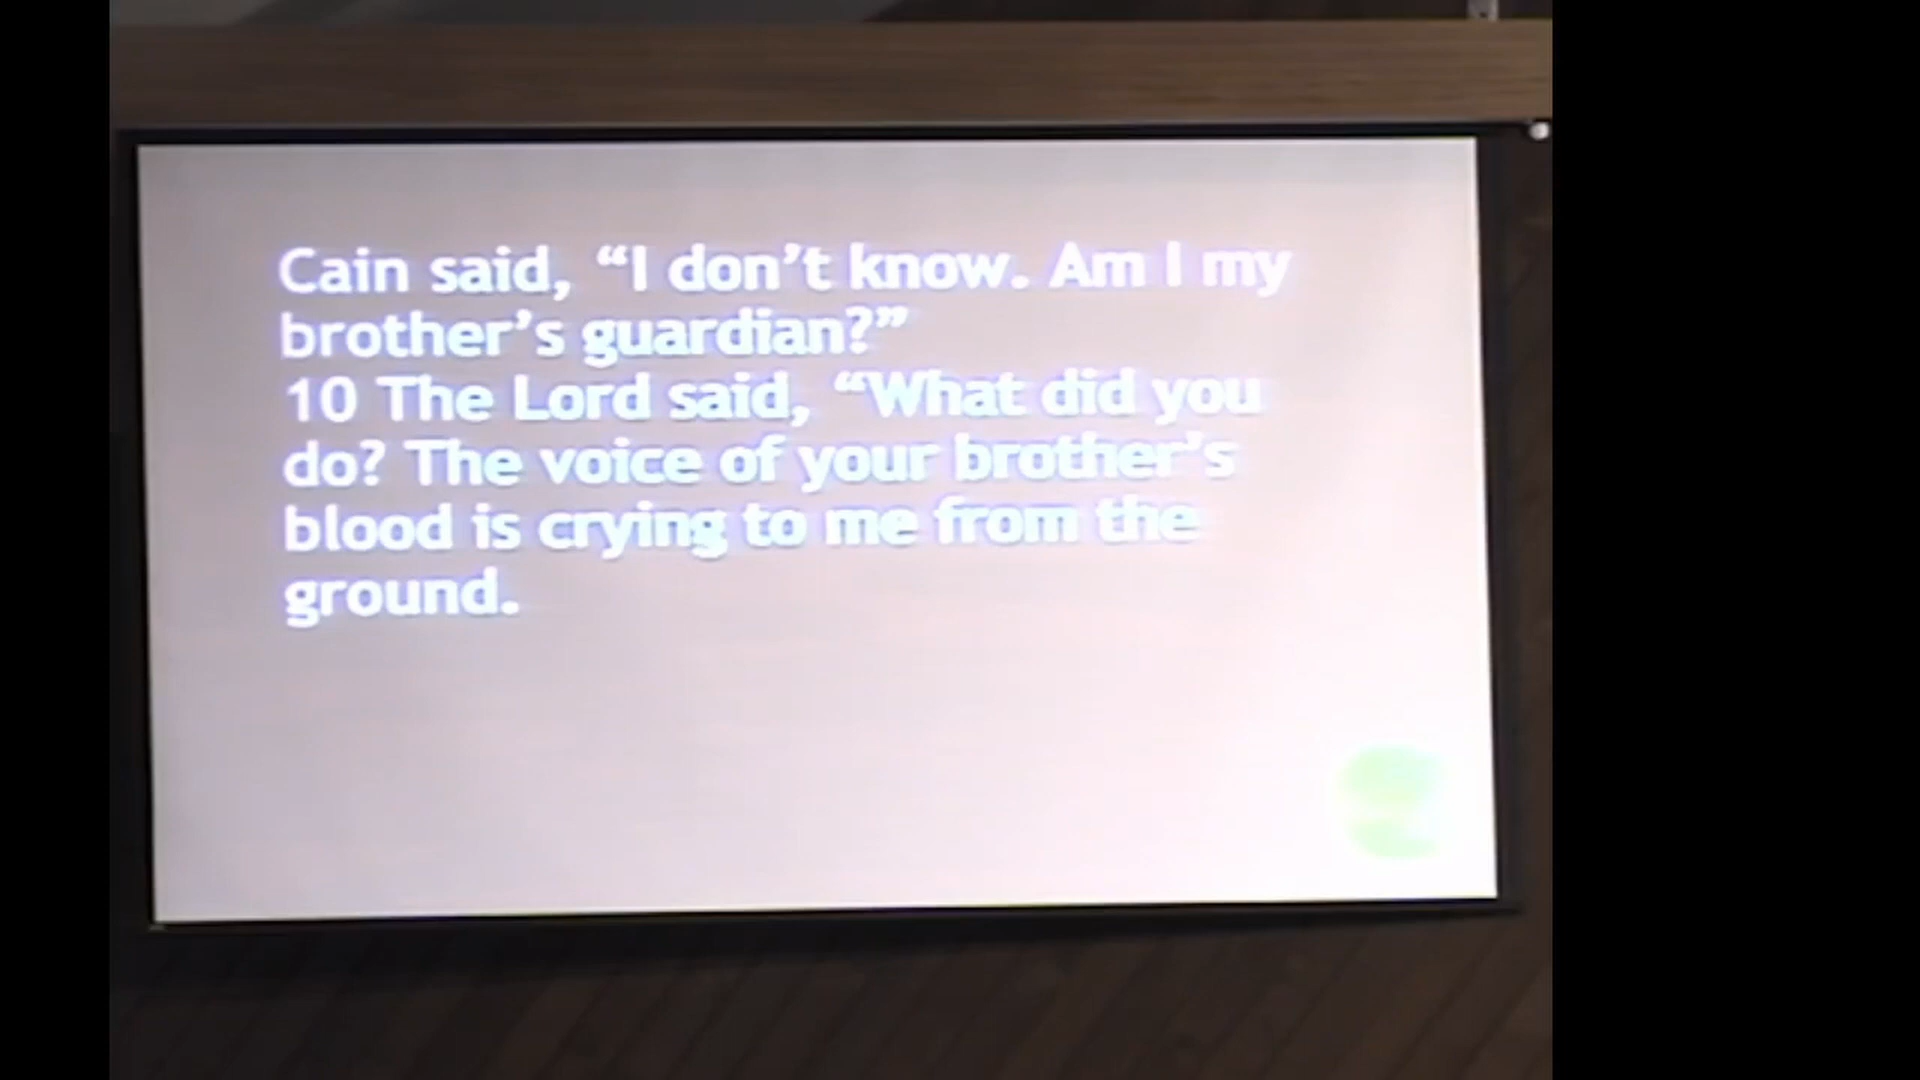 Cain said, “I don’t know. Am I my
brother’s guardian?”
10 The Lord said, “What did you
do? The voice of your brother’s
blood is crying to me from the
ground.